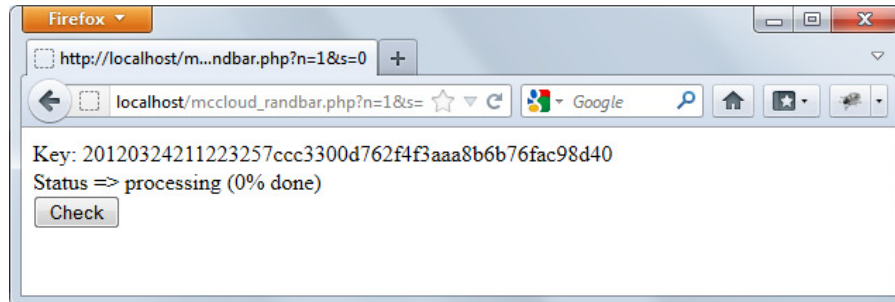 Firefox
http://localhost/m...ndbar.php?n=1&s=0
localhost/mccloud_randbar.php?n=1&s=
Google
Key: 20120324211223257ccc3300d762f4f3aaa8b6b76fac98d40
Status => processing (0% done)
Check